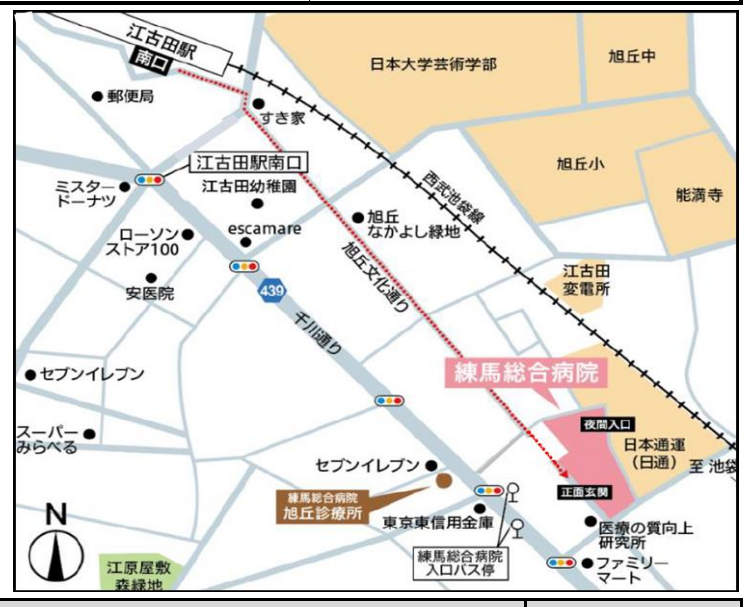 江古田駅
南口
日本大学芸術学部
旭丘中
郵便局
すき家
江古田駅南口
旭丘小
ミスター
ドーナツ
江古田幼稚園
西武池袋線
能満寺
ローソン
ストア100
escamare
旭丘
なかよし緑地
旭丘文化通り
安医院
439
江古田
変電所
千川通り
セブンイレブン
練馬総合病院
夜間入口
スーパー
みらべる
日本通運
(日通)
至 池袋
セブンイレブン
正面玄関
練馬総合病院
旭丘診療所
東京東信用金庫
医療の質向上
研究所
N
練馬総合病院
入口バス停
ファミリー
マート
江原屋敷
森緑地